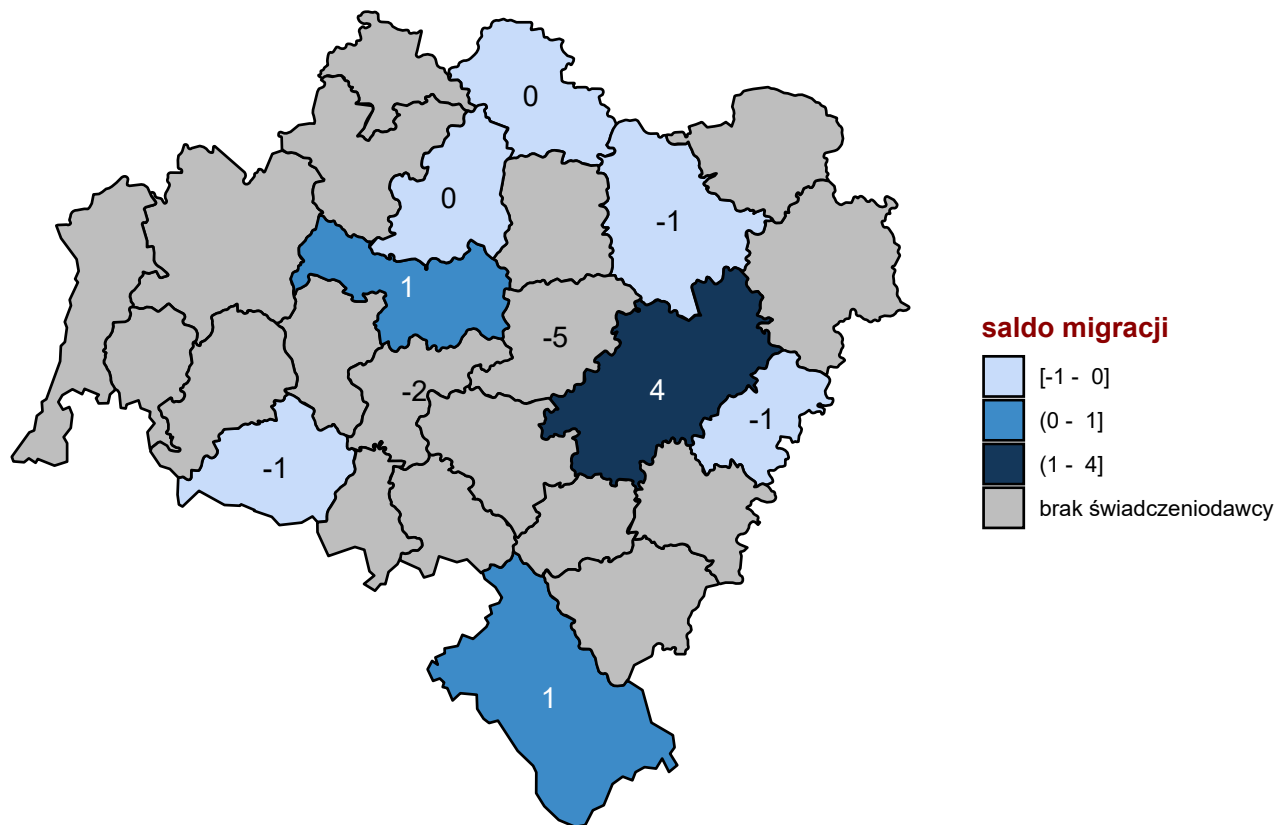 0
0
-1
1
-5
-2
4
-1
-1
1
saldo migracji
[-1 -  0]
(0 -  1]
(1 -  4]
brak świadczeniodawcy